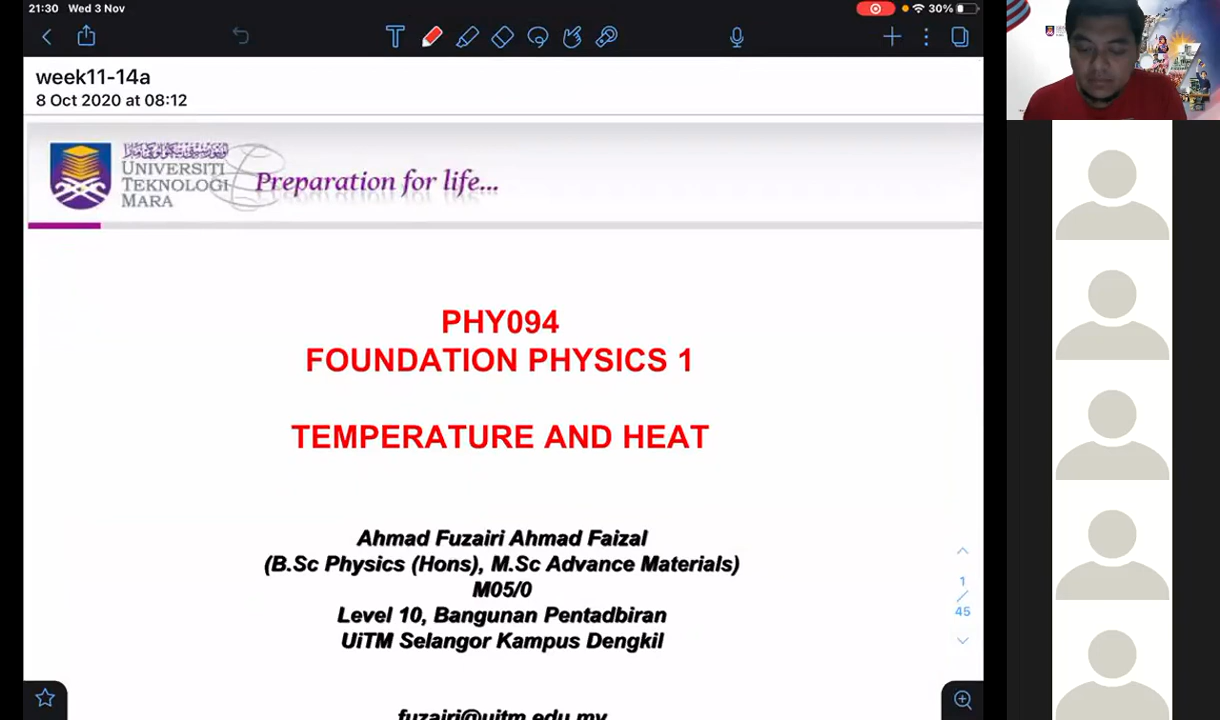 21:30 Wed 3 Nov
30%
week11-14a
8 Oct 2020 at 08:12
UNIVERSITI
TEKNOLOGI
MARA
Preparation for life...
PHY094
FOUNDATION PHYSICS 1
TEMPERATURE AND HEAT
Ahmad Fuzairi Ahmad Faizal
(B.Sc Physics (Hons), M.Sc Advance Materials)
M05/0
Level 10, Bangunan Pentadbiran
UiTM Selangor Kampus Dengkil
fuzairi@uitm.edu.my
1
/
45